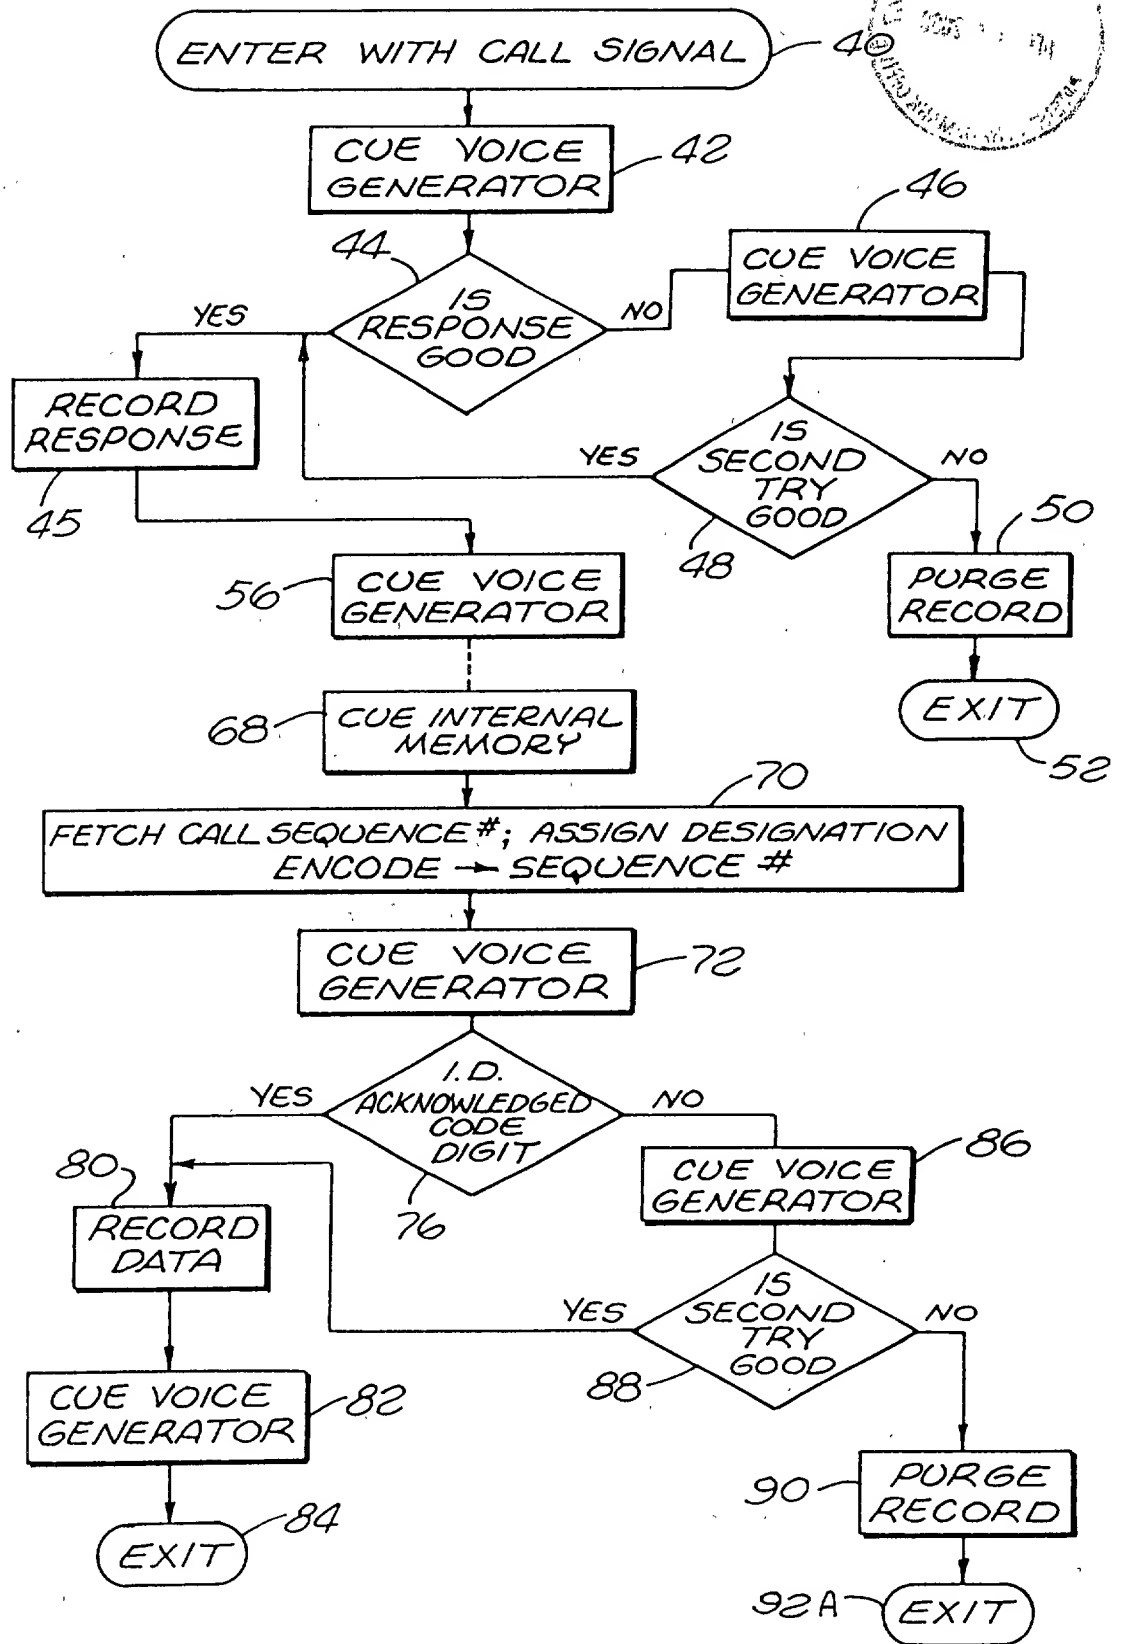 ENTER WITH CALL SIGNAL
40
CUE VOICE
GENERATOR
42
44
IS
RESPONSE
GOOD
YES
NO
46
CUE VOICE
GENERATOR
RECORD
RESPONSE
45
IS
SECOND
TRY
GOOD
YES
NO
48
50
PURGE
RECORD
EXIT
52
56
CUE VOICE
GENERATOR
68
CUE INTERNAL
MEMORY
70
FETCH CALL SEQUENCE #; ASSIGN DESIGNATION
ENCODE → SEQUENCE #
CUE VOICE
GENERATOR
72
I.D.
ACKNOWLEDGED
CODE
DIGIT
YES
NO
76
80
RECORD
DATA
86
CUE VOICE
GENERATOR
IS
SECOND
TRY
GOOD
YES
NO
88
CUE VOICE
GENERATOR
82
EXIT
84
90
PURGE
RECORD
92A
EXIT